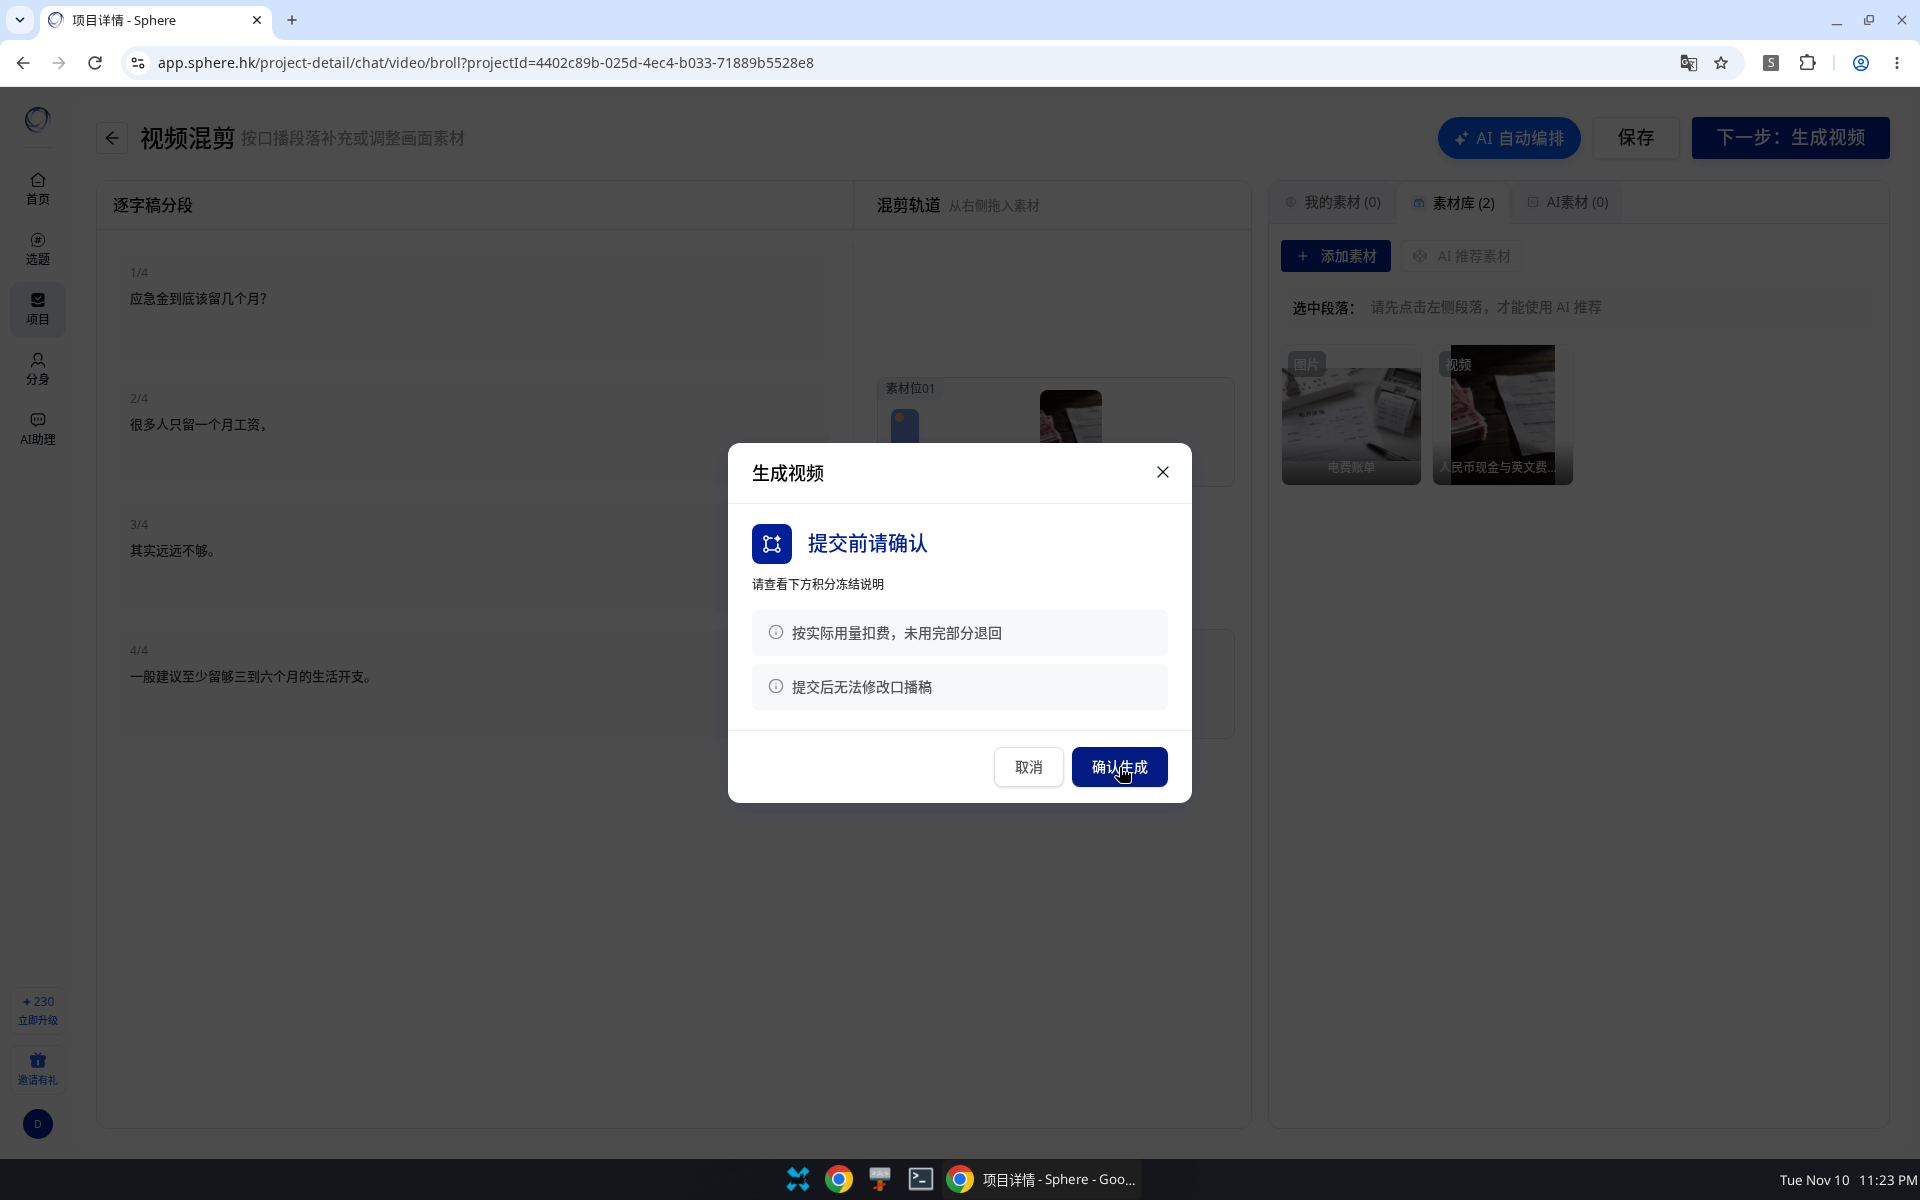 项目详情 - Sphere
app.sphere.hk/project-detail/chat/video/broll?projectId=4402c89b-025d-4ec4-b033-71889b5528e8
视频混剪 按口播段落补充或调整画面素材
AI 自动编排
保存
下一步：生成视频
首页
选题
项目
分身
AI助理
+230
立即升级
邀请有礼
D
逐字稿分段
混剪轨道 从右侧拖入素材
1/4
应急金到底该留几个月？
2/4
很多人只留一个月工资，
3/4
其实远远不够。
4/4
一般建议至少留够三到六个月的生活开支。
素材位01
我的素材 (0)
素材库 (2)
AI素材 (0)
+ 添加素材
AI 推荐素材
选中段落： 请先点击左侧段落，才能使用 AI 推荐
图片
电费账单
视频
人民币现金与英文费...
生成视频
提交前请确认
请查看下方积分冻结说明
按实际用量扣费，未用完部分退回
提交后无法修改口播稿
取消
确认生成
项目详情 - Sphere - Goo...
Tue Nov 10 11:23 PM